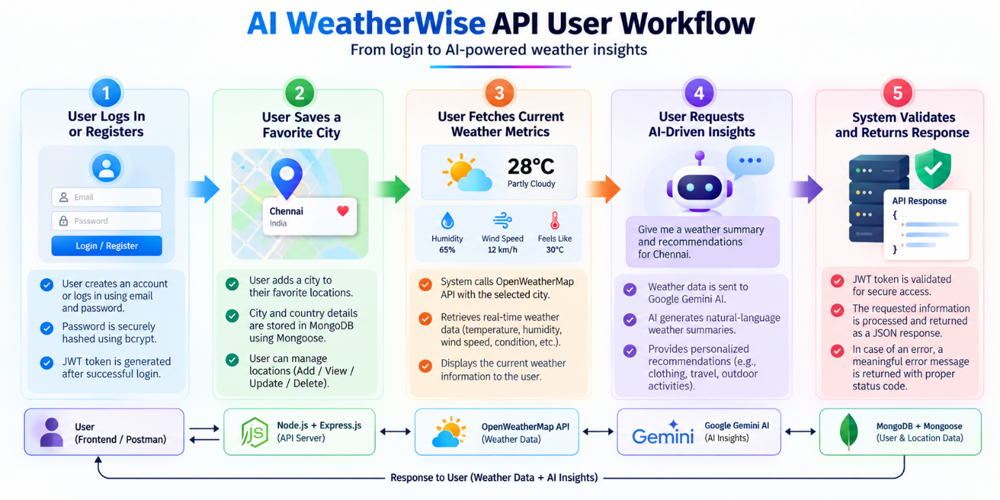 AI WeatherWise API User Workflow
From login to AI-powered weather insights
1
User Logs In
or Registers
Email
Password
Login / Register
User creates an account
or logs in using email
and password.
Password is securely
hashed using bcrypt.
JWT token is generated
after successful login.
2
User Saves a
Favorite City
Chennai
India
User adds a city to
their favorite locations.
City and country details
are stored in MongoDB
using Mongoose.
User can manage
locations (Add / View /
Update / Delete).
3
User Fetches Current
Weather Metrics
28°C
Partly Cloudy
Humidity
65%
Wind Speed
12 km/h
Feels Like
30°C
System calls OpenWeatherMap
API with the selected city.
Retrieves real-time weather
data (temperature, humidity,
wind speed, condition, etc.).
Displays the current weather
information to the user.
4
User Requests
AI-Driven Insights
Give me a weather summary
and recommendations
for Chennai.
Weather data is sent to
Google Gemini AI.
AI generates natural-language
weather summaries.
Provides personalized
recommendations (e.g.,
clothing, travel, outdoor
activities).
5
System Validates
and Returns Response
API Response
{ ...
}
JWT token is validated
for secure access.
The requested information
is processed and returned
as a JSON response.
In case of an error, a
meaningful error message
is returned with proper
status code.
User
(Frontend / Postman)
JS
Node.js + Express.js
(API Server)
OpenWeatherMap API
(Weather Data)
Gemini
Google Gemini AI
(AI Insights)
MongoDB + Mongoose
(User & Location Data)
Response to User (Weather Data + AI Insights)